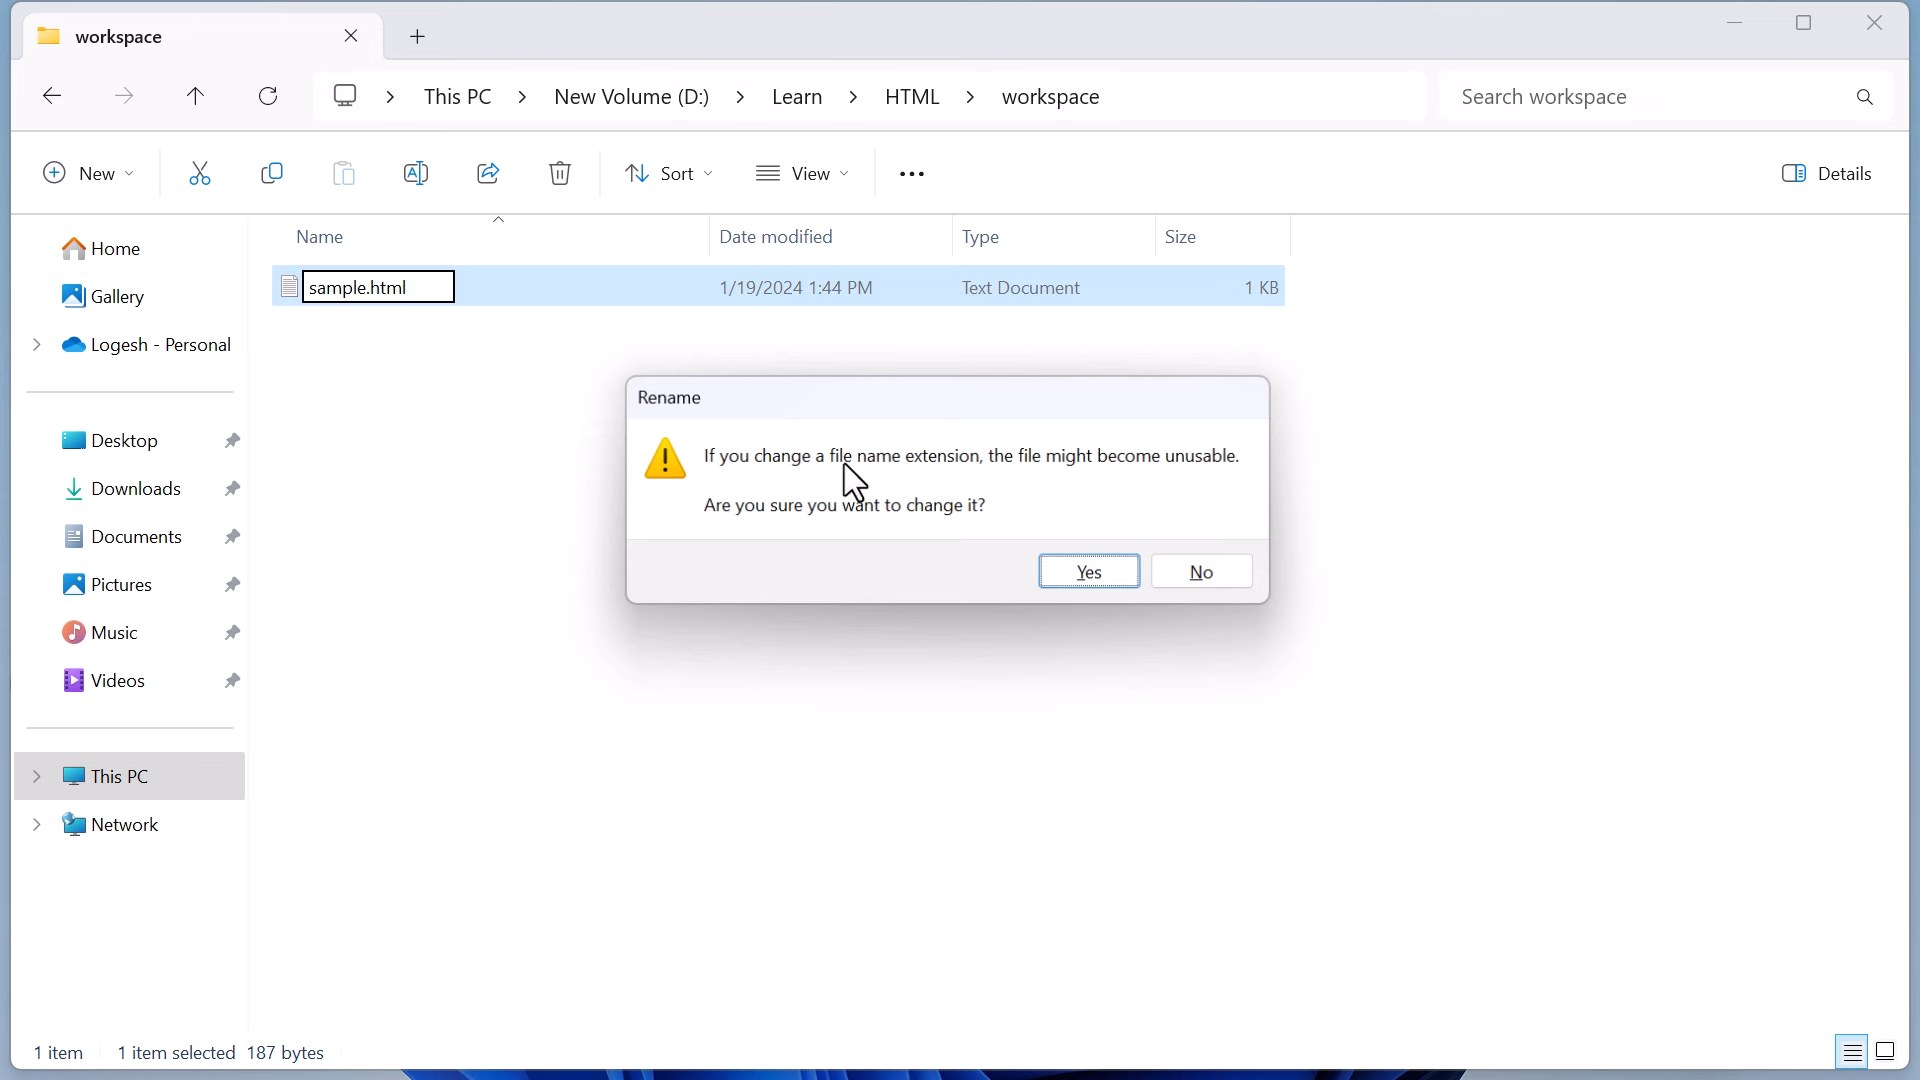 workspace
This PC
New Volume (D:)
Learn
HTML
workspace
Search workspace
New
Sort
View
Details
Name
Date modified
Type
Size
sample.html
1/19/2024 1:44 PM
Text Document
1 KB
Home
Gallery
Logesh - Personal
Desktop
Downloads
Documents
Pictures
Music
Videos
This PC
Network
Rename
If you change a file name extension, the file might become unusable.
Are you sure you want to change it?
Yes
No
1 item
1 item selected 187 bytes